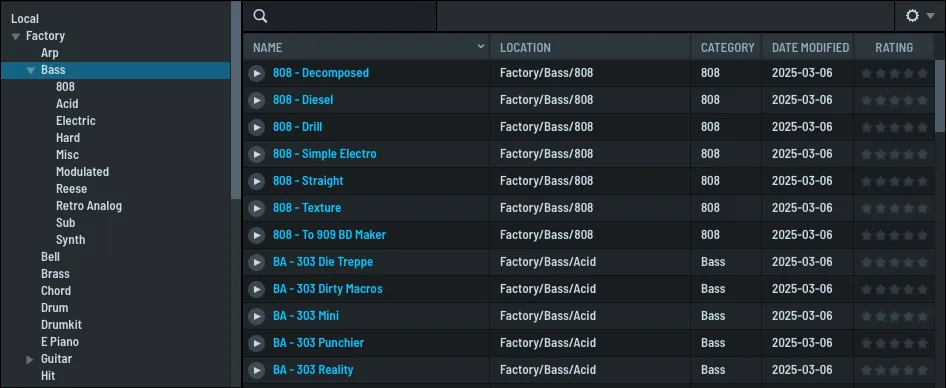 Local
Factory
Arp
Bass
808
Acid
Electric
Hard
Misc
Modulated
Reese
Retro Analog
Sub
Synth
Bell
Brass
Chord
Drum
Drumkit
E Piano
Guitar
Hit
NAME LOCATION CATEGORY DATE MODIFIED RATING
808 - Decomposed Factory/Bass/808 808 2025-03-06
808 - Diesel Factory/Bass/808 808 2025-03-06
808 - Drill Factory/Bass/808 808 2025-03-06
808 - Simple Electro Factory/Bass/808 808 2025-03-06
808 - Straight Factory/Bass/808 808 2025-03-06
808 - Texture Factory/Bass/808 808 2025-03-06
808 - To 909 BD Maker Factory/Bass/808 808 2025-03-06
BA - 303 Die Treppe Factory/Bass/Acid Bass 2025-03-06
BA - 303 Dirty Macros Factory/Bass/Acid Bass 2025-03-06
BA - 303 Mini Factory/Bass/Acid Bass 2025-03-06
BA - 303 Punchier Factory/Bass/Acid Bass 2025-03-06
BA - 303 Reality Factory/Bass/Acid Bass 2025-03-06